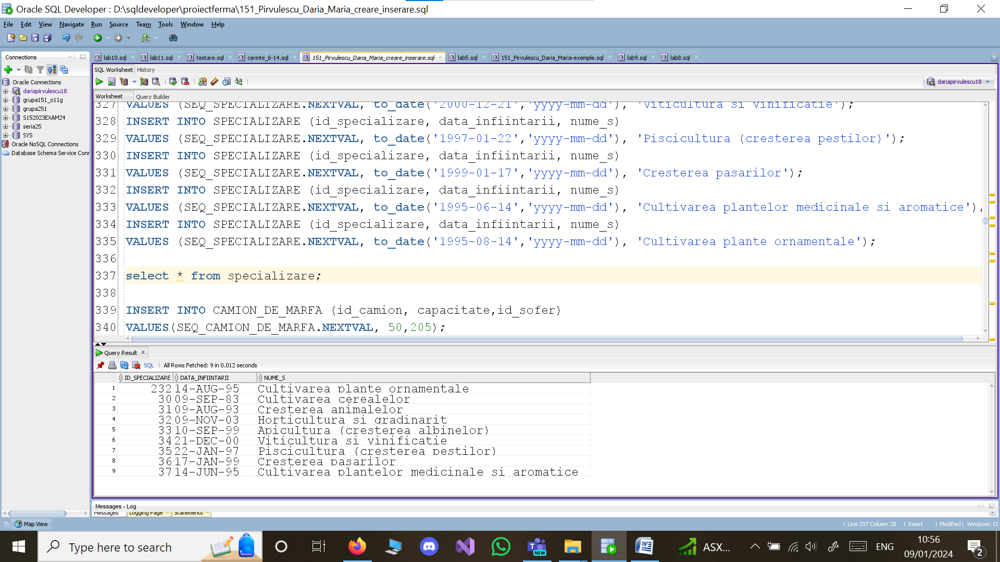 Oracle SQL Developer : D:\sqldeveloper\proiectferma\151_Pirvulescu_Daria_Maria_creare_inserare.sql
File Edit View Navigate Run Source Team Tools Window Help
Connections
lab10.sql lab11.sql testare.sql cerinte_6-14.sql 151_Pirvulescu_Daria_Maria_creare_inserare.sql lab5.sql 151_Pirvulescu_Daria_Maria-exemple.sql lab9.sql lab8.sql
SQL Worksheet History
dariapirvulescu18
Oracle Connections
dariapirvulescu18
grupa151_o11g
grupa251
S152023EXAM24
seria25
SYS
Oracle NoSQL Connections
Database Schema Service Conr
Worksheet Query Builder
327 VALUES (SEQ_SPECIALIZARE.NEXTVAL, to_date('2000-12-21','yyyy-mm-dd'), 'Viticultura si vinificatie');
328 INSERT INTO SPECIALIZARE (id_specializare, data_infiintarii, nume_s)
329 VALUES (SEQ_SPECIALIZARE.NEXTVAL, to_date('1997-01-22','yyyy-mm-dd'), 'Piscicultura (cresterea pestilor)');
330 INSERT INTO SPECIALIZARE (id_specializare, data_infiintarii, nume_s)
331 VALUES (SEQ_SPECIALIZARE.NEXTVAL, to_date('1999-01-17','yyyy-mm-dd'), 'Cresterea pasarilor');
332 INSERT INTO SPECIALIZARE (id_specializare, data_infiintarii, nume_s)
333 VALUES (SEQ_SPECIALIZARE.NEXTVAL, to_date('1995-06-14','yyyy-mm-dd'), 'Cultivarea plantelor medicinale si aromatice');
334 INSERT INTO SPECIALIZARE (id_specializare, data_infiintarii, nume_s)
335 VALUES (SEQ_SPECIALIZARE.NEXTVAL, to_date('1995-08-14','yyyy-mm-dd'), 'Cultivarea plante ornamentale');
336
337 select * from specializare;
338
339 INSERT INTO CAMION_DE_MARFA (id_camion, capacitate,id_sofer)
340 VALUES(SEQ_CAMION_DE_MARFA.NEXTVAL, 50,205);
Query Result x
SQL | All Rows Fetched: 9 in 0.012 seconds
ID_SPECIALIZARE DATA_INFIINTARII NUME_S
1 232 14-AUG-95 Cultivarea plante ornamentale
2 30 09-SEP-83 Cultivarea cerealelor
3 31 09-AUG-93 Cresterea animalelor
4 32 09-NOV-03 Horticultura si gradinarit
5 33 10-SEP-99 Apicultura (cresterea albinelor)
6 34 21-DEC-00 Viticultura si vinificatie
7 35 22-JAN-97 Piscicultura (cresterea pestilor)
8 36 17-JAN-99 Cresterea pasarilor
9 37 14-JUN-95 Cultivarea plantelor medicinale si aromatice
Messages - Log
Messages Logging Page Statements
Map View
| Line 337 Column 28 | Insert | Modified | Windows: Cl
Type here to search
NEW
ASX...
ENG
10:56
09/01/2024
2